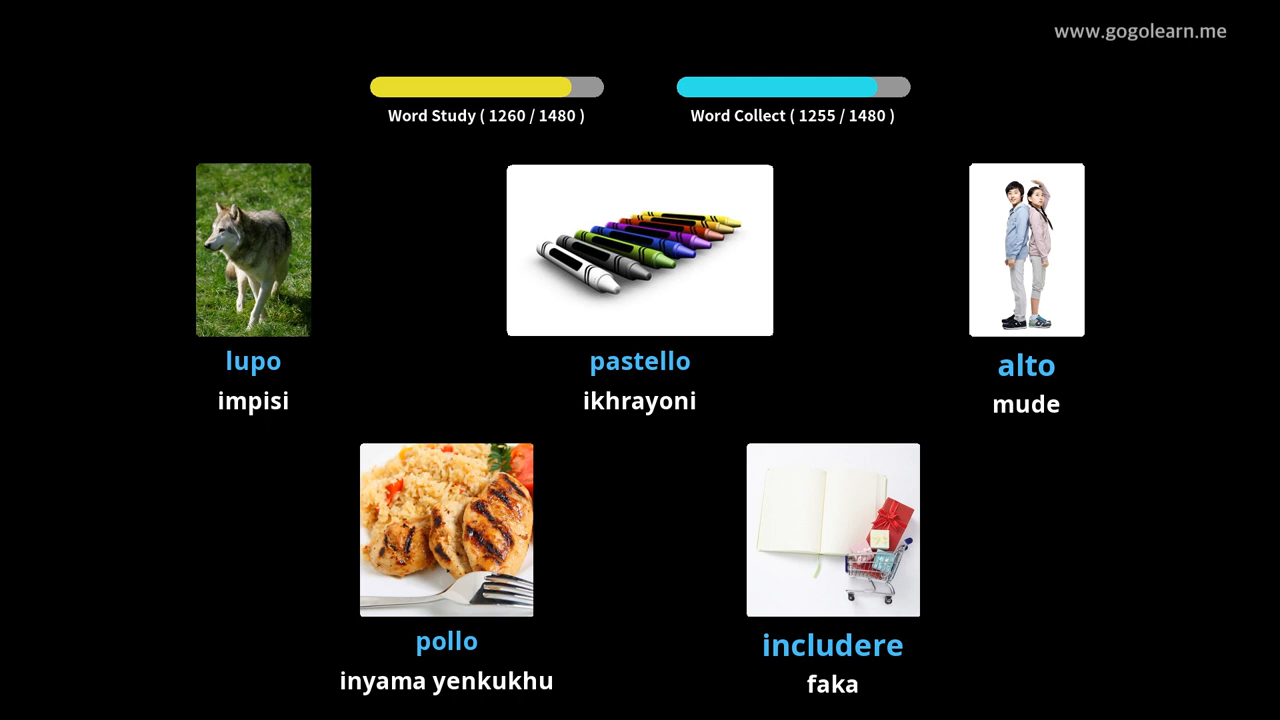 www.gogolearn.me
Word Study ( 1260 / 1480 )
Word Collect ( 1255 / 1480 )
lupo
impisi
pastello
ikhrayoni
alto
mude
pollo
inyama yenkukhu
includere
faka